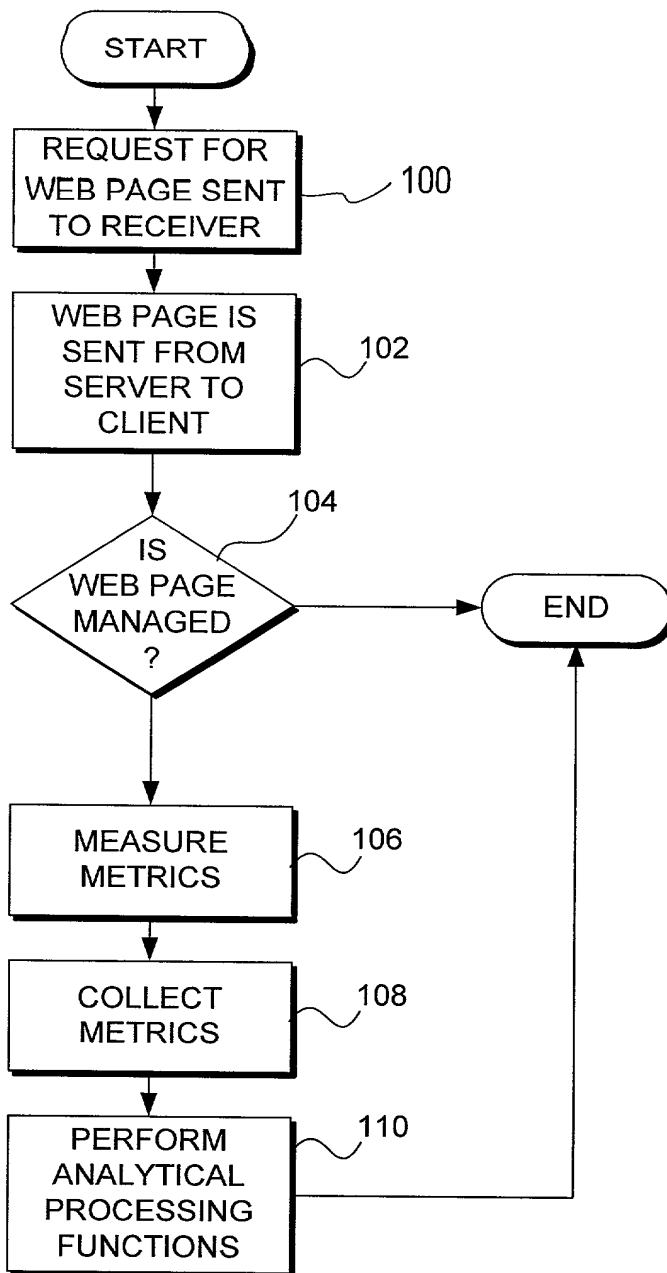 START
REQUEST FOR
WEB PAGE SENT
TO RECEIVER
100
WEB PAGE IS
SENT FROM
SERVER TO
CLIENT
102
104
IS
WEB PAGE
MANAGED
?
END
MEASURE
METRICS
106
COLLECT
METRICS
108
PERFORM
ANALYTICAL
PROCESSING
FUNCTIONS
110